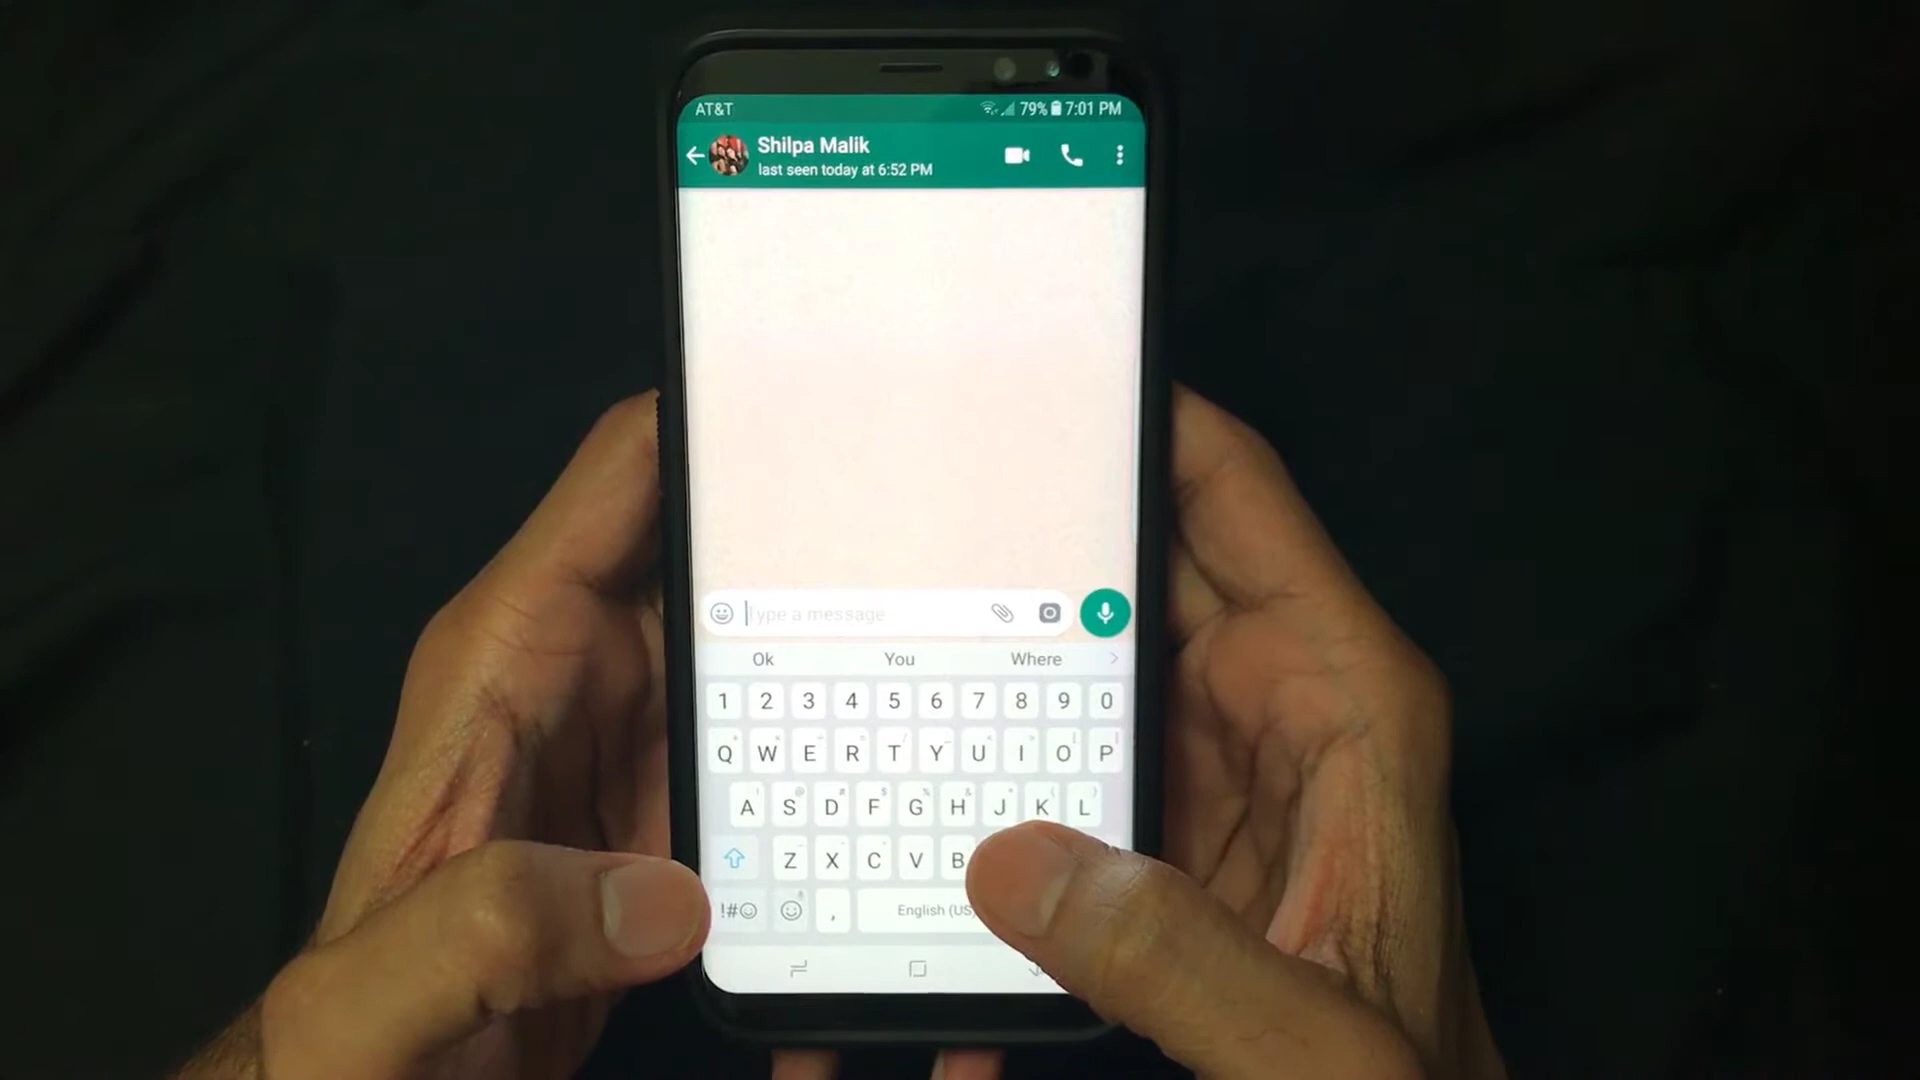 AT&T 79% 7:01 PM
Shilpa Malik
last seen today at 6:52 PM
Type a message
Ok You Where
1 2 3 4 5 6 7 8 9 0
Q W E R T Y U I O P
A S D F G H J K L
Z X C V B
!# , English (US)